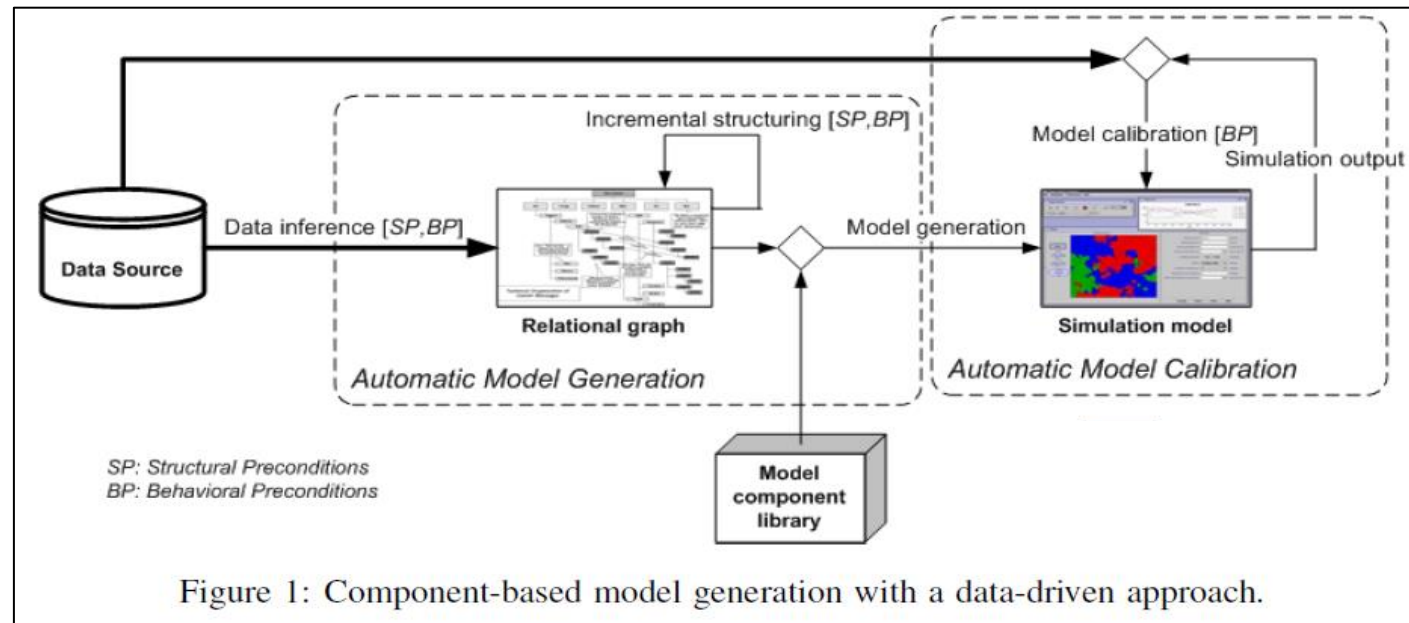 Incremental structuring [SP,BP]
Model calibration [BP]
Simulation output
Data inference [SP,BP]
Model generation
Data Source
Relational graph
Simulation model
Automatic Model Generation
Automatic Model Calibration
SP: Structural Preconditions
BP: Behavioral Preconditions
Model
component
library
Figure 1: Component-based model generation with a data-driven approach.